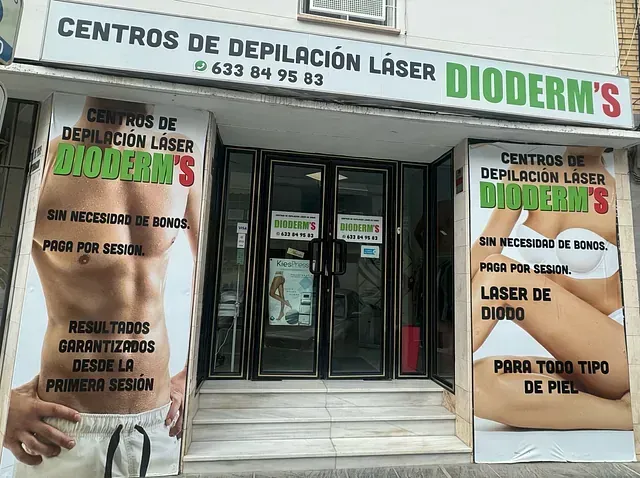 CENTROS DE DEPILACIÓN LÁSER DIODERM'S
633 84 95 83
CENTROS DE
DEPILACIÓN LÁSER
DIODERM'S
SIN NECESIDAD DE BONOS.
PAGA POR SESION.
RESULTADOS
GARANTIZADOS
DESDE LA
PRIMERA SESIÓN
DIODERM'S
633 84 95 83
DIODERM'S
633 84 95 83
CENTROS DE
DEPILACIÓN LÁSER
DIODERM'S
SIN NECESIDAD DE BONOS.
PAGA POR SESION.
LASER DE
DIODO
PARA TODO TIPO
DE PIEL